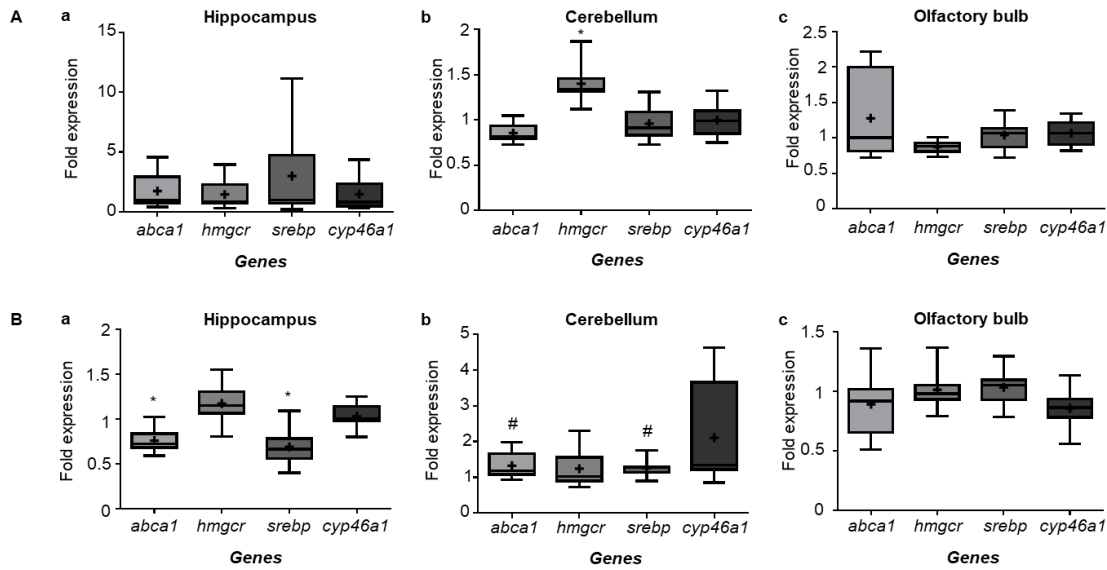 A
a
Hippocampus
Fold expression
15
10
5
0
abca1 hmgcr srebp cyp46a1
Genes
b
Cerebellum
Fold expression
2
1.5
1
0.5
0
*
abca1 hmgcr srebp cyp46a1
Genes
c
Olfactory bulb
Fold expression
2.5
2
1.5
1
0.5
0
abca1 hmgcr srebp cyp46a1
Genes
B
a
Hippocampus
Fold expression
2
1.5
1
0.5
0
* *
abca1 hmgcr srebp cyp46a1
Genes
b
Cerebellum
Fold expression
5
4
3
2
1
0
# #
abca1 hmgcr srebp cyp46a1
Genes
c
Olfactory bulb
Fold expression
1.5
1
0.5
0
abca1 hmgcr srebp cyp46a1
Genes